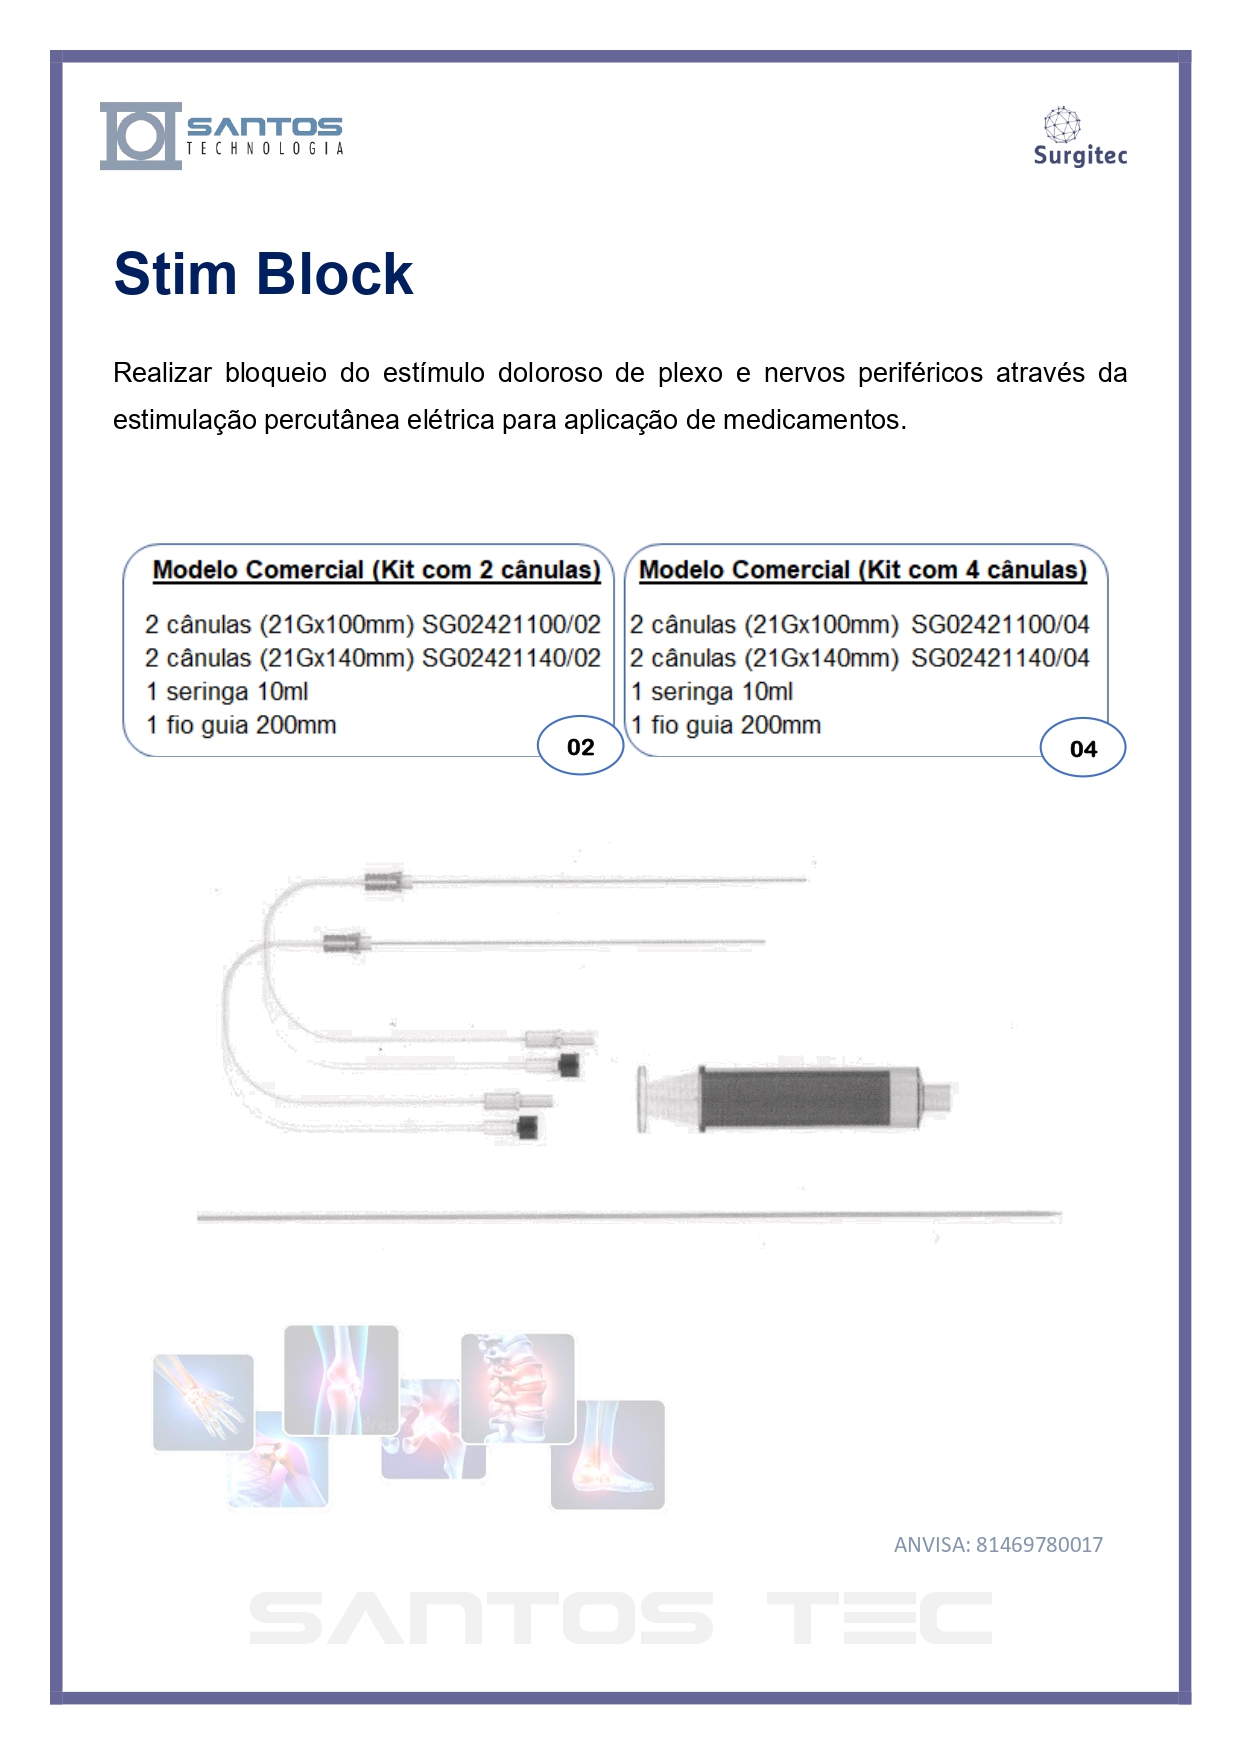 SANTOS
TECHNOLOGIA
Surgitec
Stim Block
Realizar bloqueio do estímulo doloroso de plexo e nervos periféricos através da
estimulação percutânea elétrica para aplicação de medicamentos.
Modelo Comercial (Kit com 2 cânulas)
2 cânulas (21Gx100mm) SG02421100/02
2 cânulas (21Gx140mm) SG02421140/02
1 seringa 10ml
1 fio guia 200mm
02
Modelo Comercial (Kit com 4 cânulas)
2 cânulas (21Gx100mm) SG02421100/04
2 cânulas (21Gx140mm) SG02421140/04
1 seringa 10ml
1 fio guia 200mm
04
ANVISA: 81469780017
SANTOS TEC